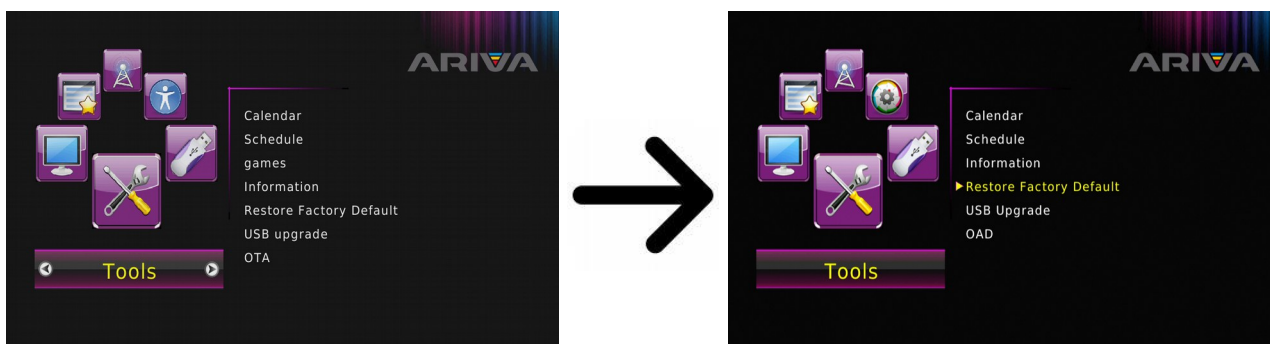 ARIVA
Calendar
Schedule
games
Information
Restore Factory Default
USB upgrade
OTA
Tools
ARIVA
Calendar
Schedule
Information
Restore Factory Default
USB Upgrade
OAD
Tools